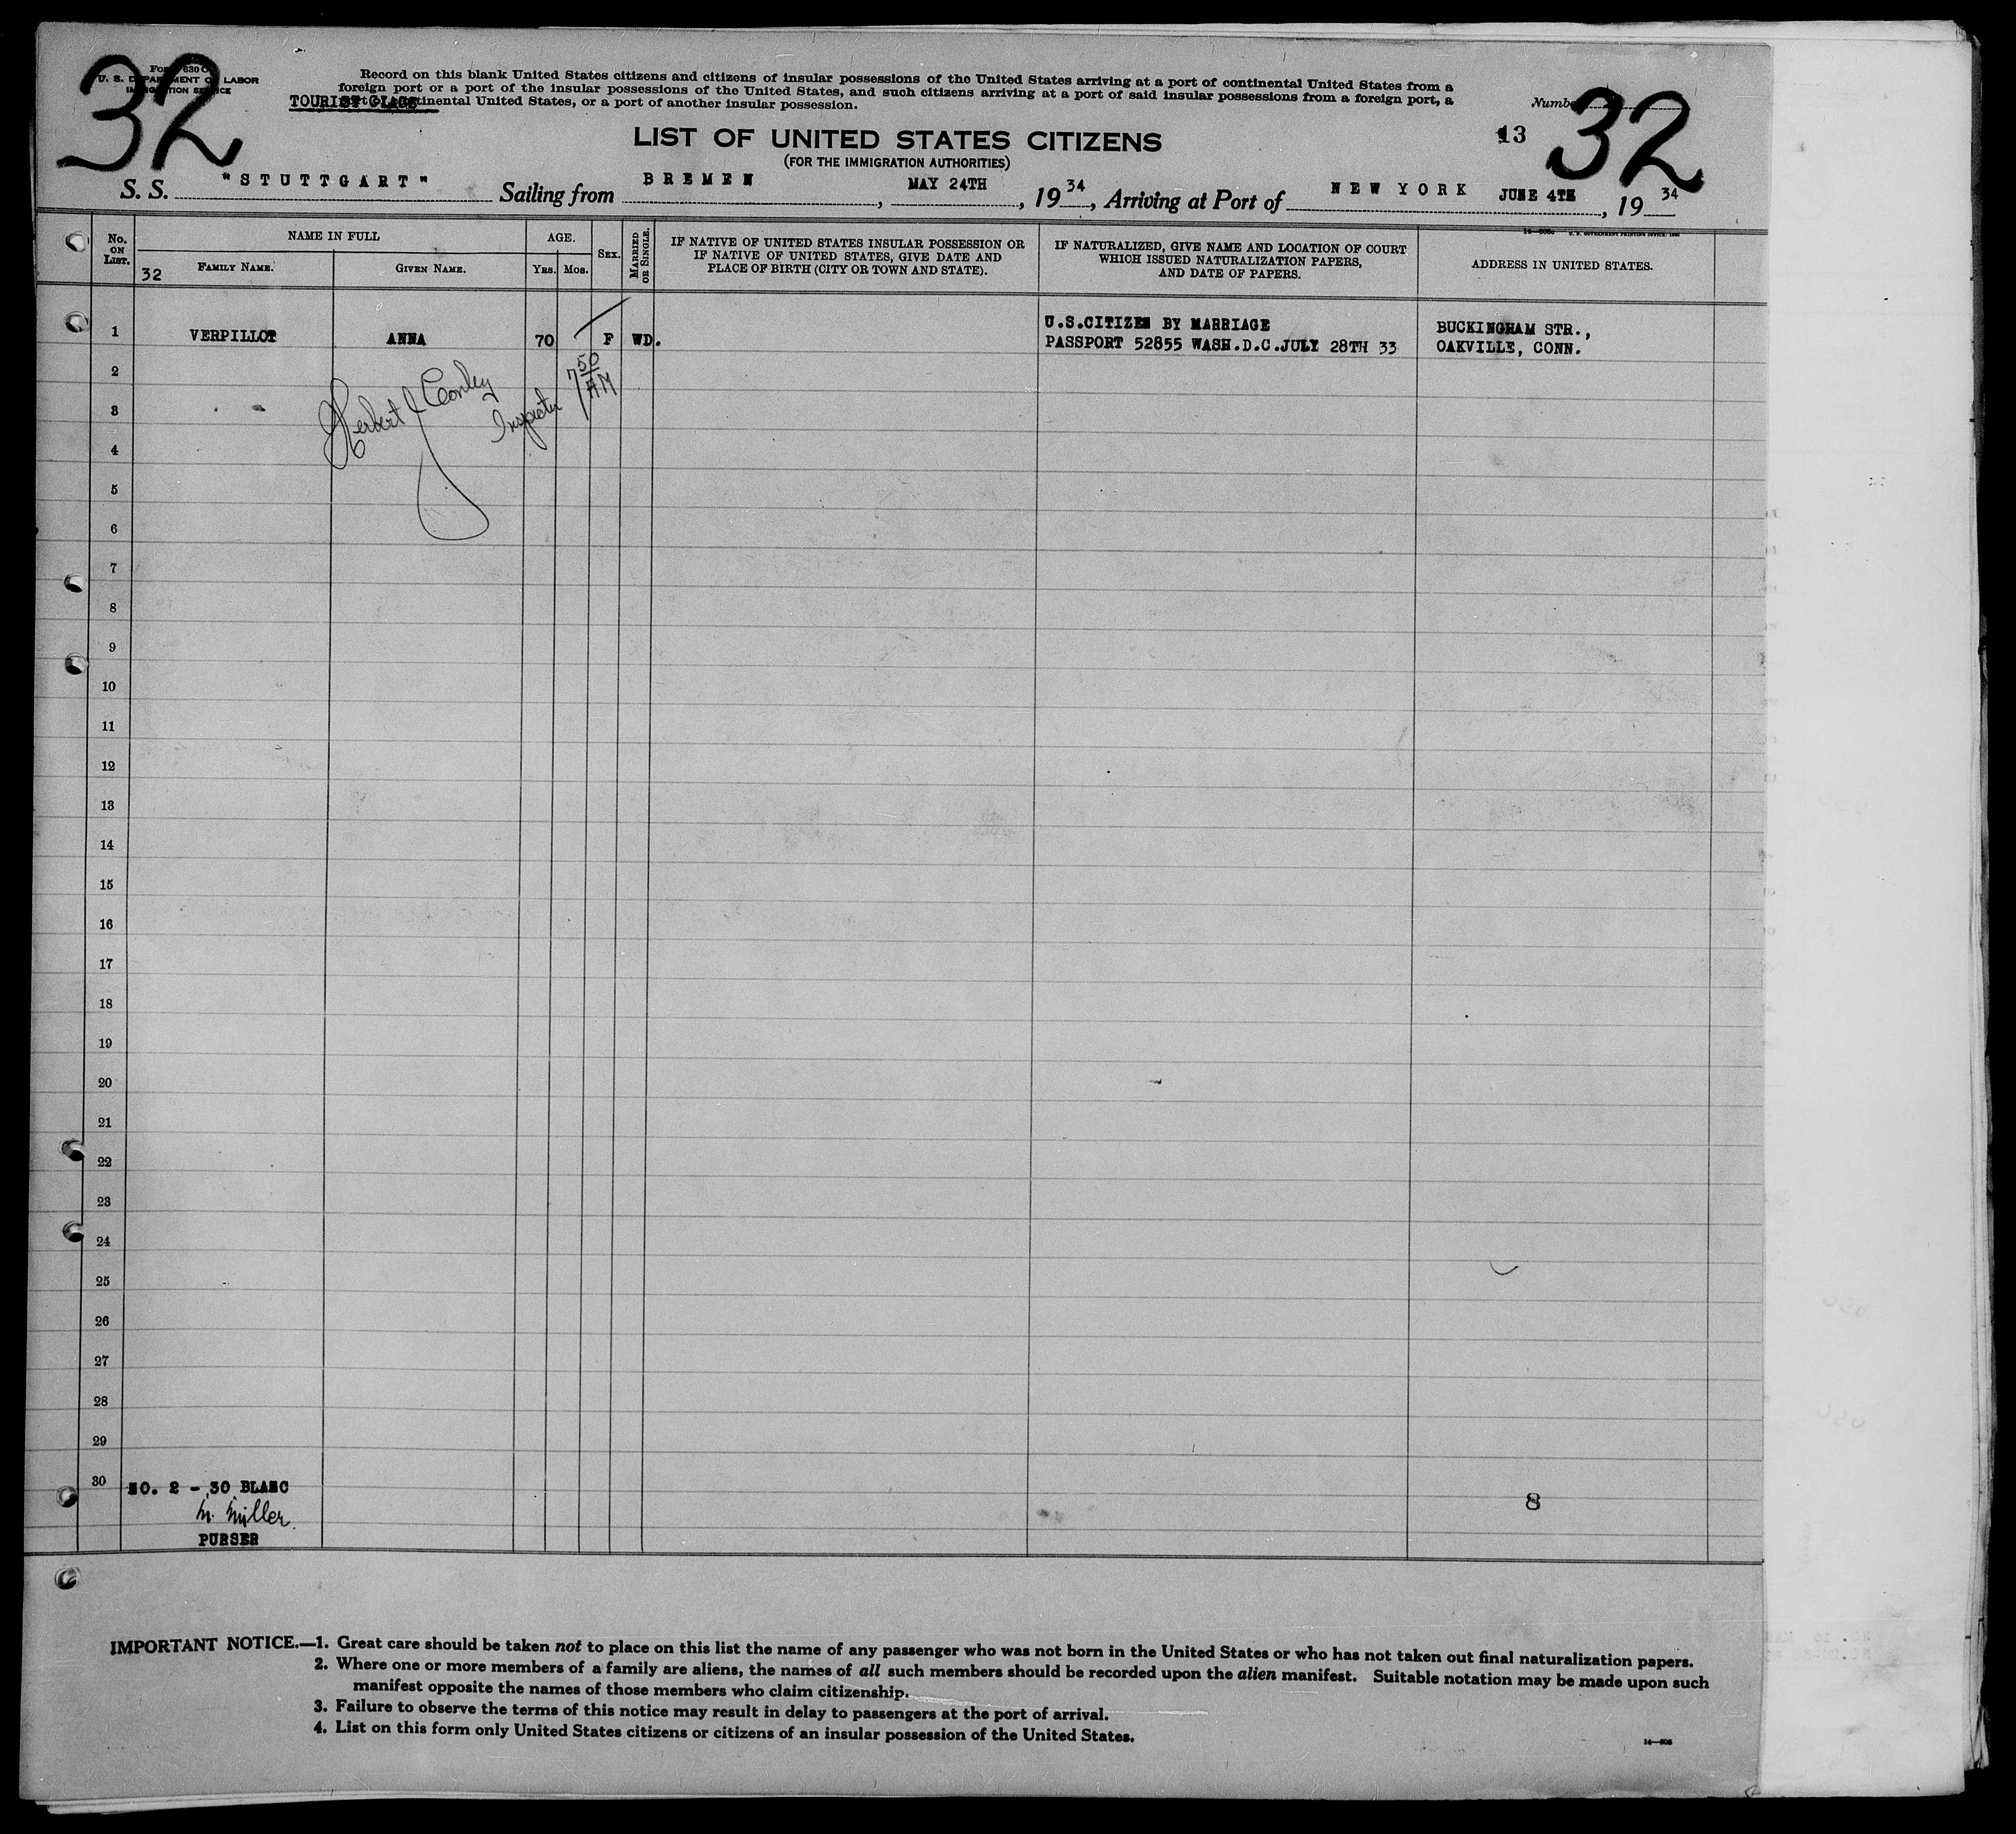 32
U. S. DEPARTMENT OF LABOR
IMMIGRATION SERVICE
TOURIST CLASS
Record on this blank United States citizens and citizens of insular possessions of the United States arriving at a port of continental United States from a
foreign port or a port of the insular possessions of the United States, and such citizens arriving at a port of said insular possessions from a foreign port, a
port of continental United States, or a port of another insular possession.
Number
13
32
LIST OF UNITED STATES CITIZENS
(FOR THE IMMIGRATION AUTHORITIES)
S. S. "STUTTGART" Sailing from BREMEN, MAY 24TH, 1934, Arriving at Port of NEW YORK JUNE 4TH, 1934
No. ON LIST.
NAME IN FULL
32 FAMILY NAME.
GIVEN NAME.
AGE.
YRS. MOS.
SEX.
MARRIED OR SINGLE.
IF NATIVE OF UNITED STATES INSULAR POSSESSION OR
IF NATIVE OF UNITED STATES, GIVE DATE AND
PLACE OF BIRTH (CITY OR TOWN AND STATE).
IF NATURALIZED, GIVE NAME AND LOCATION OF COURT
WHICH ISSUED NATURALIZATION PAPERS,
AND DATE OF PAPERS.
ADDRESS IN UNITED STATES.
1 VERPILLOT ANNA 70 F WD. U.S.CITIZEN BY MARRIAGE BUCKINGHAM STR.,
PASSPORT 52855 WASH.D.C.JULY 28TH 33 OAKVILLE, CONN.
2
Herbert J Conley Inspector 7 50 AM
3
4
5
6
7
8
9
10
11
12
13
14
15
16
17
18
19
20
21
22
23
24
25
26
27
28
29
30 NO. 2 - 30 BLANC
M. Müller
PURSER
8
IMPORTANT NOTICE.—1. Great care should be taken not to place on this list the name of any passenger who was not born in the United States or who has not taken out final naturalization papers.
2. Where one or more members of a family are aliens, the names of all such members should be recorded upon the alien manifest. Suitable notation may be made upon such
manifest opposite the names of those members who claim citizenship.
3. Failure to observe the terms of this notice may result in delay to passengers at the port of arrival.
4. List on this form only United States citizens or citizens of an insular possession of the United States.